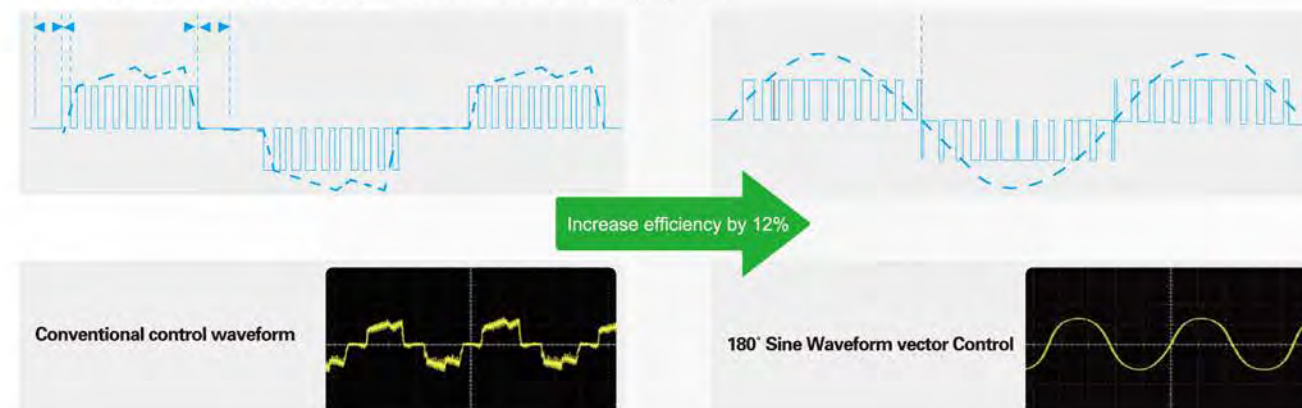 Increase efficiency by 12%
Conventional control waveform
180° Sine Waveform vector Control